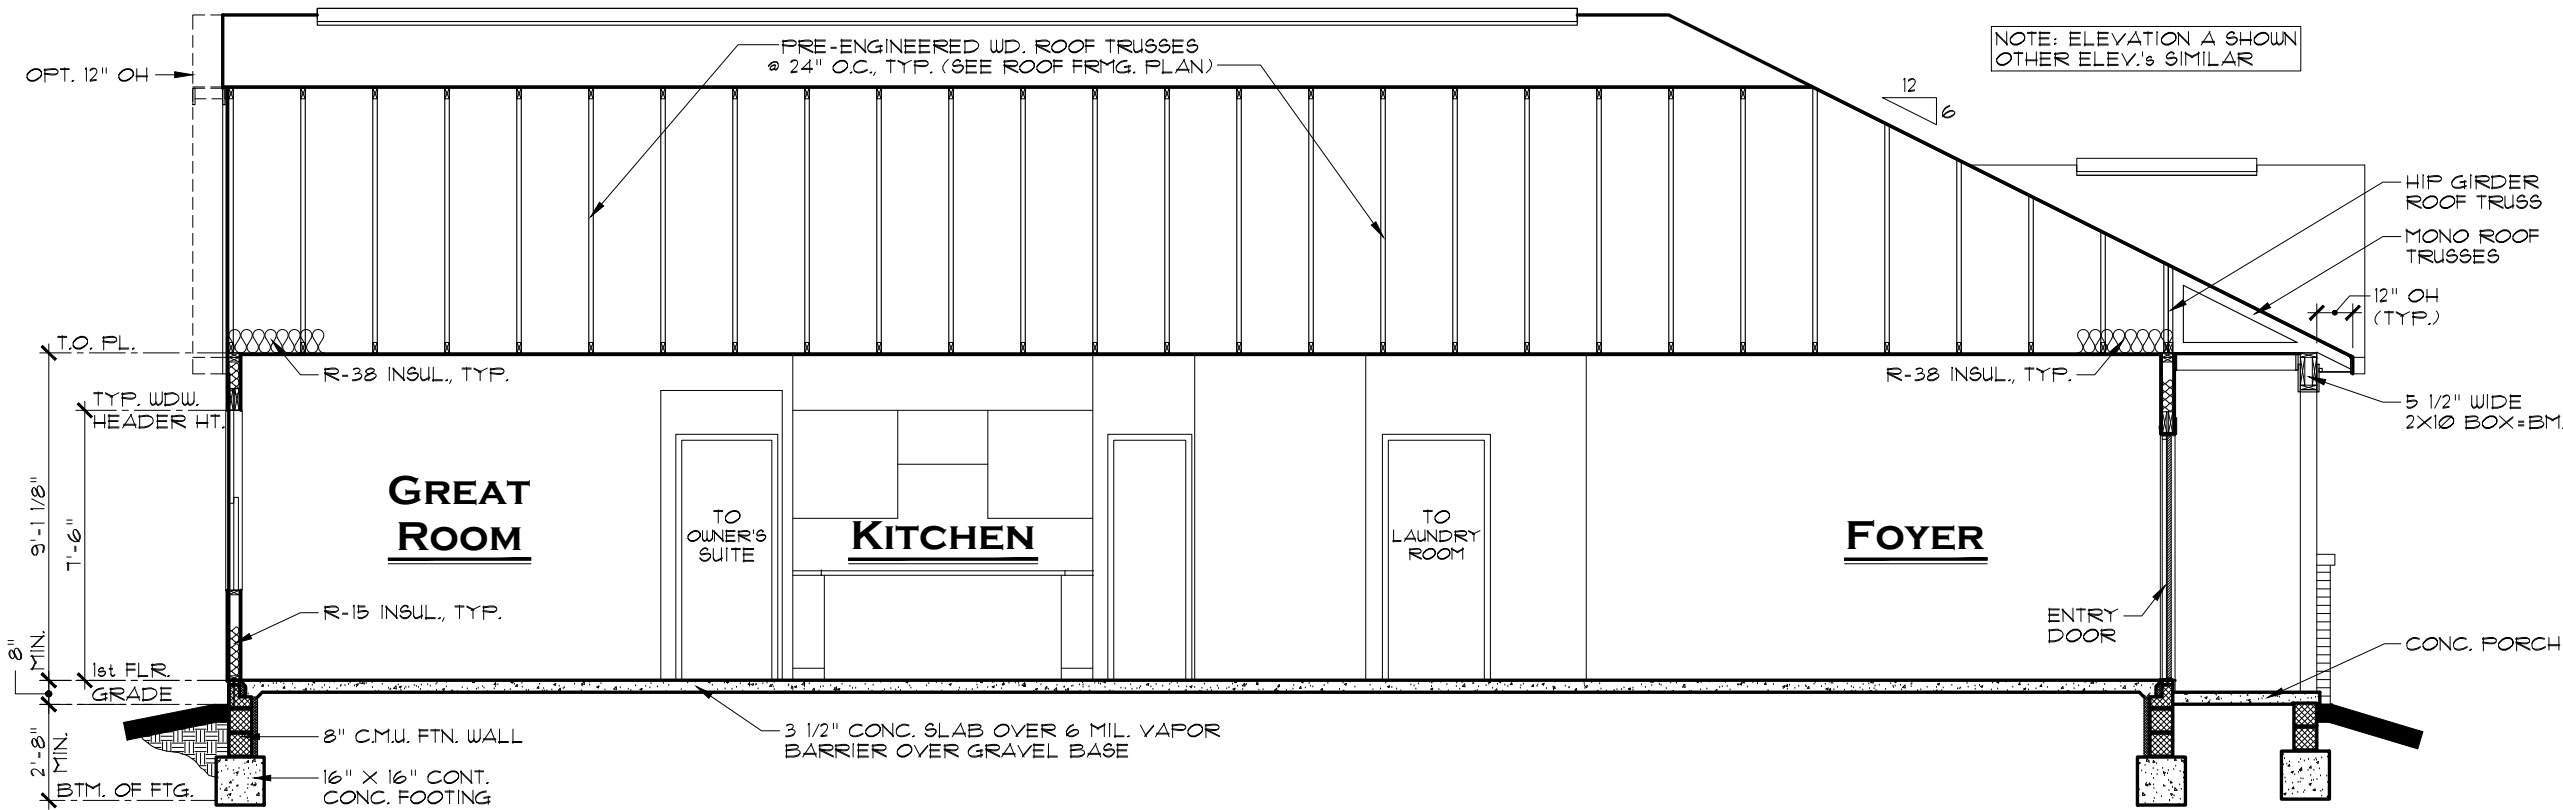 PRE-ENGINEERED WD. ROOF TRUSSES
@ 24" O.C., TYP. (SEE ROOF FRMG. PLAN)
NOTE: ELEVATION A SHOWN
OTHER ELEV.'s SIMILAR
OPT. 12" OH
12
6
HIP GIRDER
ROOF TRUSS
MONO ROOF
TRUSSES
12" OH
(TYP.)
T.O. PL.
R-38 INSUL., TYP.
R-38 INSUL., TYP.
TYP. WDW.
HEADER HT.
5 1/2" WIDE
2X10 BOX=BM.
9'-1 1/8"
7'-6"
GREAT
ROOM
TO
OWNER'S
SUITE
KITCHEN
TO
LAUNDRY
ROOM
FOYER
R-15 INSUL., TYP.
ENTRY
DOOR
CONC. PORCH
8"
MIN.
1st FLR.
GRADE
3 1/2" CONC. SLAB OVER 6 MIL. VAPOR
BARRIER OVER GRAVEL BASE
8" C.M.U. FTN. WALL
2'-8"
MIN.
BTM. OF FTG.
16" X 16" CONT.
CONC. FOOTING